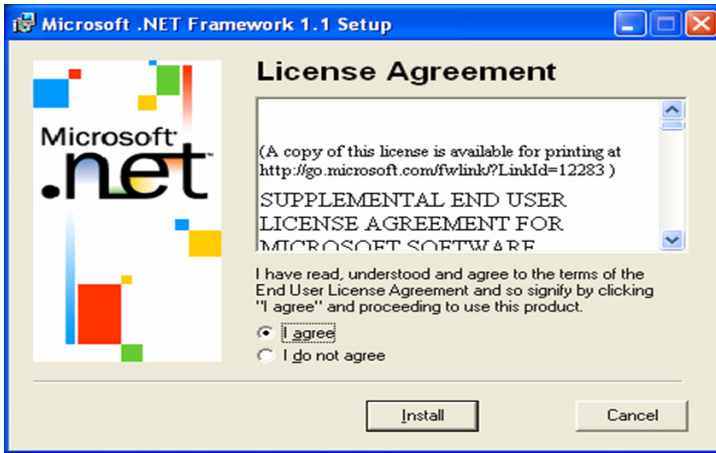 Microsoft .NET Framework 1.1 Setup
Microsoft
.net
License Agreement
(A copy of this license is available for printing at
http://go.microsoft.com/fwlink/?LinkId=12283 )
SUPPLEMENTAL END USER
LICENSE AGREEMENT FOR
MICROSOFT SOFTWARE
I have read, understood and agree to the terms of the
End User License Agreement and so signify by clicking
"I agree" and proceeding to use this product.
I agree
I do not agree
Install
Cancel